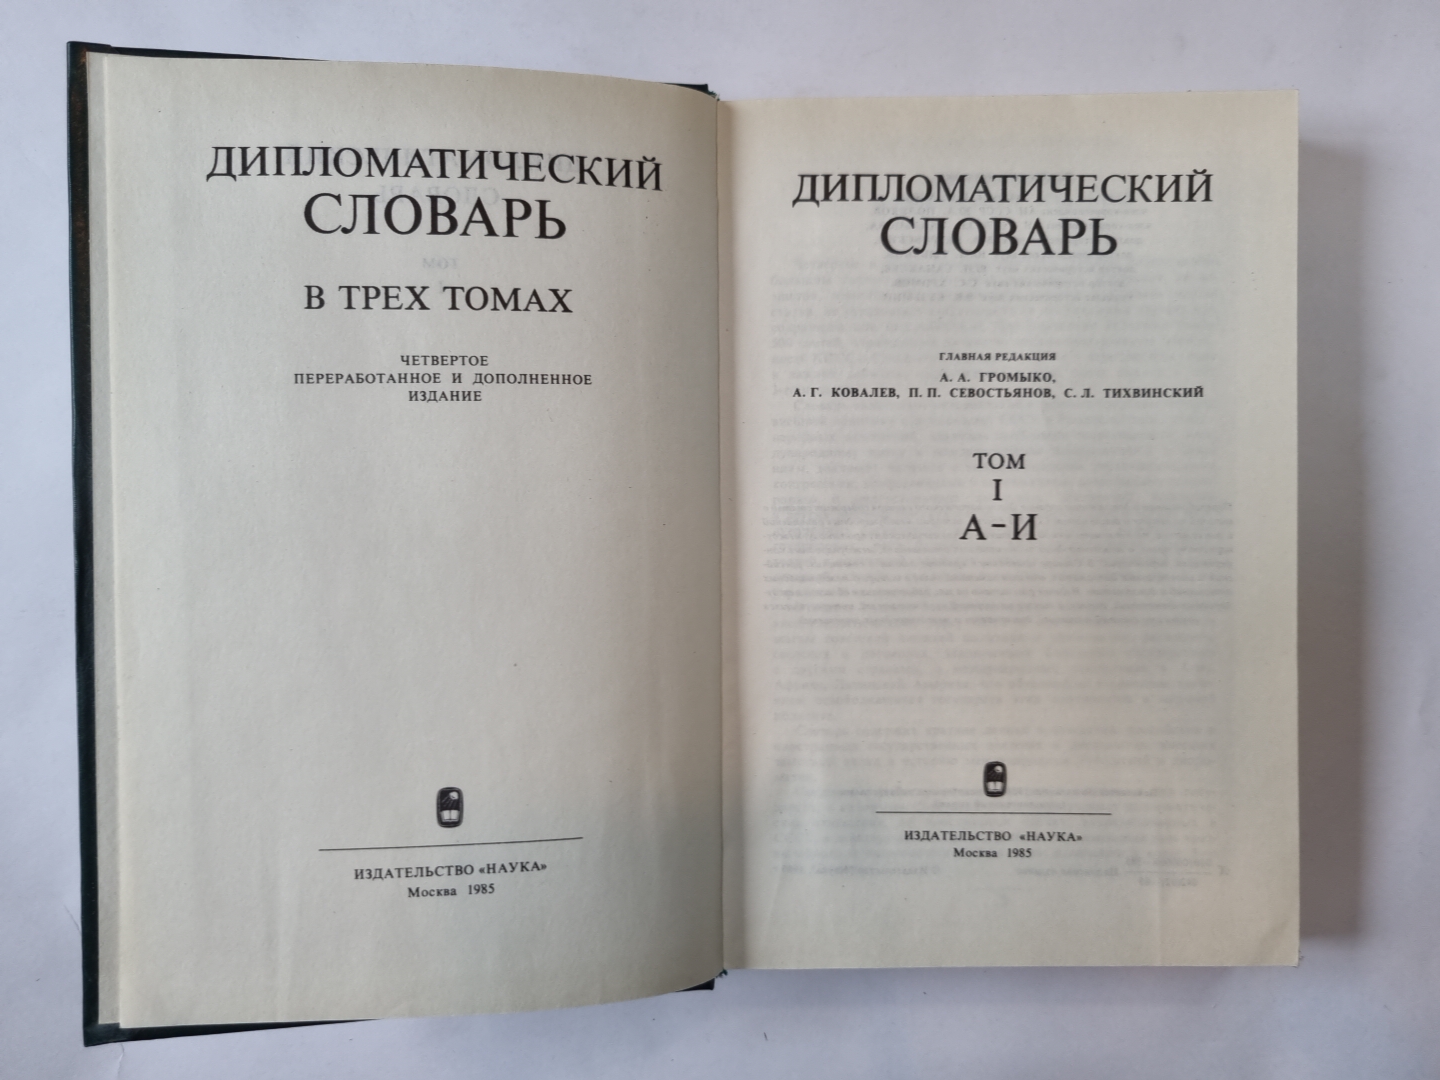 ДИПЛОМАТИЧЕСКИЙ
СЛОВАРЬ
В ТРЕХ ТОМАХ
ЧЕТВЕРТОЕ
ПЕРЕРАБОТАННОЕ И ДОПОЛНЕННОЕ
ИЗДАНИЕ
ИЗДАТЕЛЬСТВО «НАУКА»
Москва 1985
ДИПЛОМАТИЧЕСКИЙ
СЛОВАРЬ
ГЛАВНАЯ РЕДАКЦИЯ
А. А. ГРОМЫКО,
А. Г. КОВАЛЕВ, П. П. СЕВОСТЬЯНОВ, С. Л. ТИХВИНСКИЙ
ТОМ
I
А–И
ИЗДАТЕЛЬСТВО «НАУКА»
Москва 1985